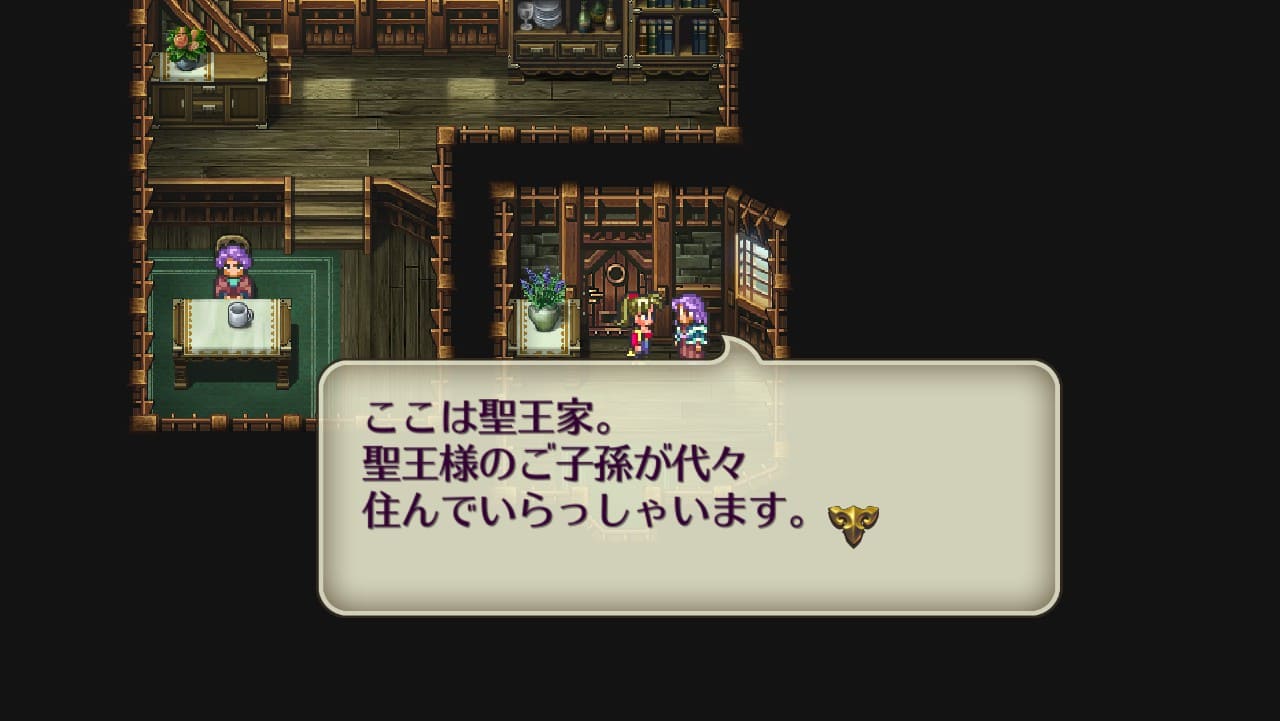 ここは聖王家。
聖王様のご子孫が代々
住んでいらっしゃいます。